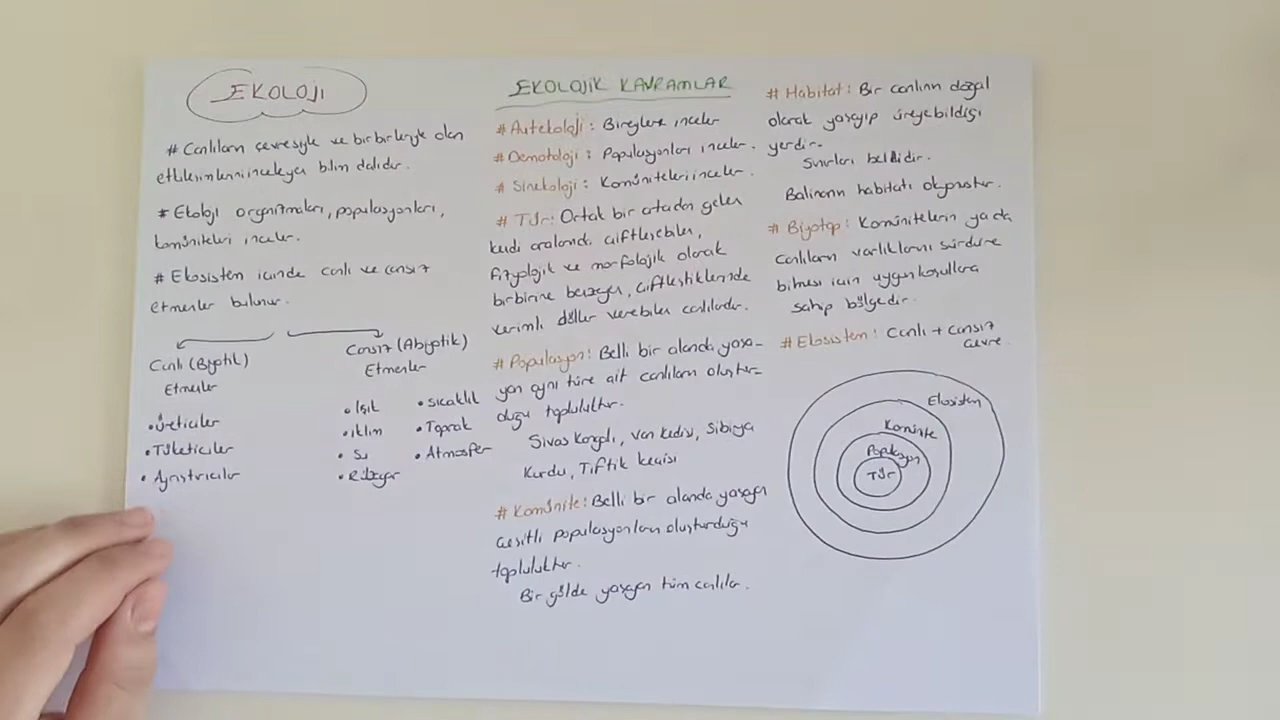 EKOLOJİ
# Canlıların çevresiyle ve birbirleriyle olan
etkileşimlerini inceleyen bilim dalıdır.
# Ekoloji organizmaları, populasyonları,
komüniteleri inceler.
# Ekosistem içinde canlı ve cansız
etmenler bulunur.
Canlı (Biyotik)
Etmenler
• Üreticiler
• Tüketiciler
• Ayrıştırıcılar
Cansız (Abiyotik)
Etmenler
• Işık
• iklim
• Su
• Rüzgar
• Sıcaklık
• Toprak
• Atmosfer
EKOLOJİK KAVRAMLAR
# Autekoloji : Bireyleri inceler
# Demotoloji : Populasyonları inceler.
# Sinekoloji : Komüniteleri inceler.
# Tür : Ortak bir atadan gelen
kendi aralarında çiftleşebilen,
fizyolojik ve morfolojik olarak
birbirine benzeyen, çiftleştiklerinde
verimli döller verebilen canlılardır.
# Populasyon : Belli bir alanda yaşa-
yan aynı türe ait canlıların oluştur-
duğu topluluktur.
Sivas Kangalı, Van kedisi, Sibirya
Kurdu, Tiftik keçisi
# Komünite : Belli bir alanda yaşayan
çeşitli populasyonların oluşturduğu
topluluktur.
Bir gölde yaşayan tüm canlılar.
# Habitat : Bir canlının doğal
olarak yaşayıp üreyebildiği
yerdir.
Sınırları bellidir.
Balinanın habitatı okyanustur.
# Biyotop : Komünitelerin ya da
canlıların varlıklarını sürdüre
bilmesi için uygun koşullara
sahip bölgedir.
# Ekosistem : Canlı + cansız
çevre
Ekosistem
Komünite
Populasyon
Tür